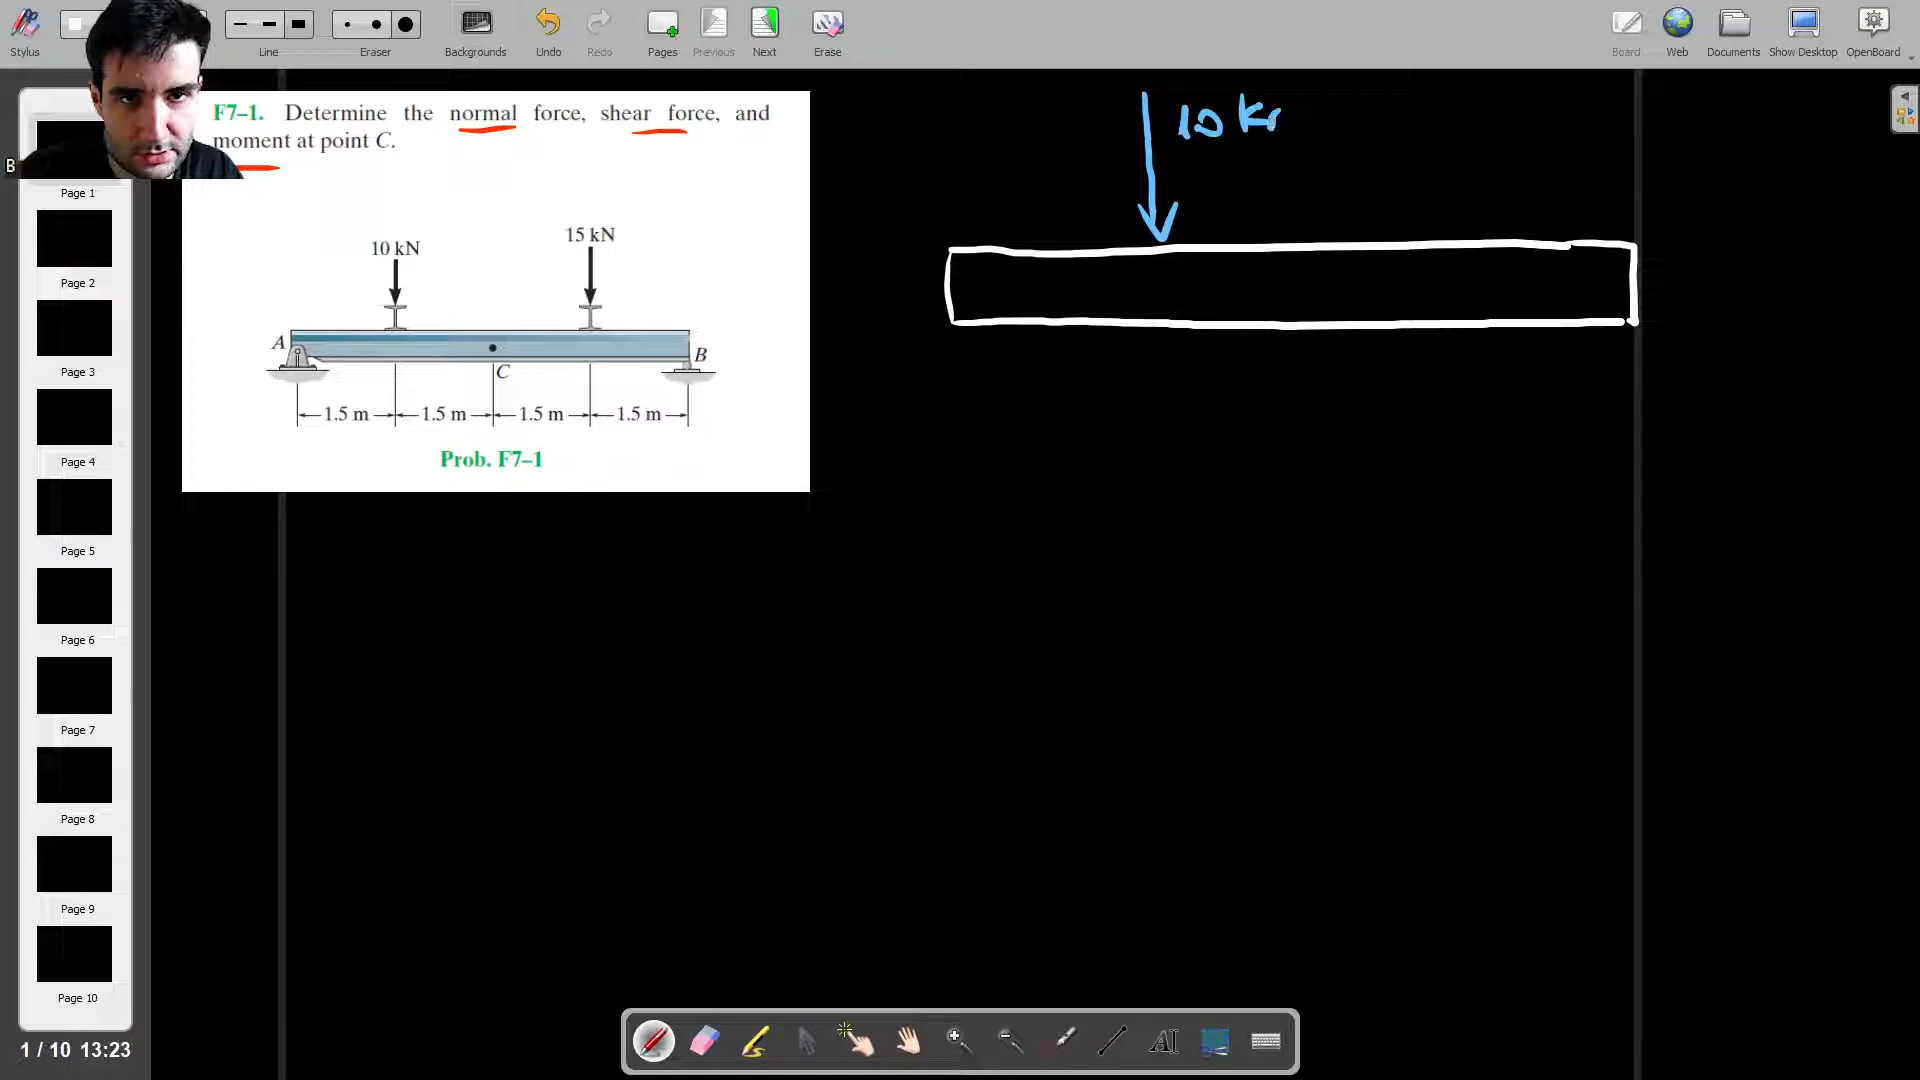 Stylus
Line
Eraser
Backgrounds
Undo
Redo
Pages
Previous
Next
Erase
Board
Web
Documents
Show Desktop
OpenBoard
B
F7–1. Determine the normal force, shear force, and
moment at point C.
10 kN
15 kN
A
B
C
1.5 m
1.5 m
1.5 m
1.5 m
Prob. F7–1
10 k
Page 1
Page 2
Page 3
Page 4
Page 5
Page 6
Page 7
Page 8
Page 9
Page 10
1 / 10 13:23
AI